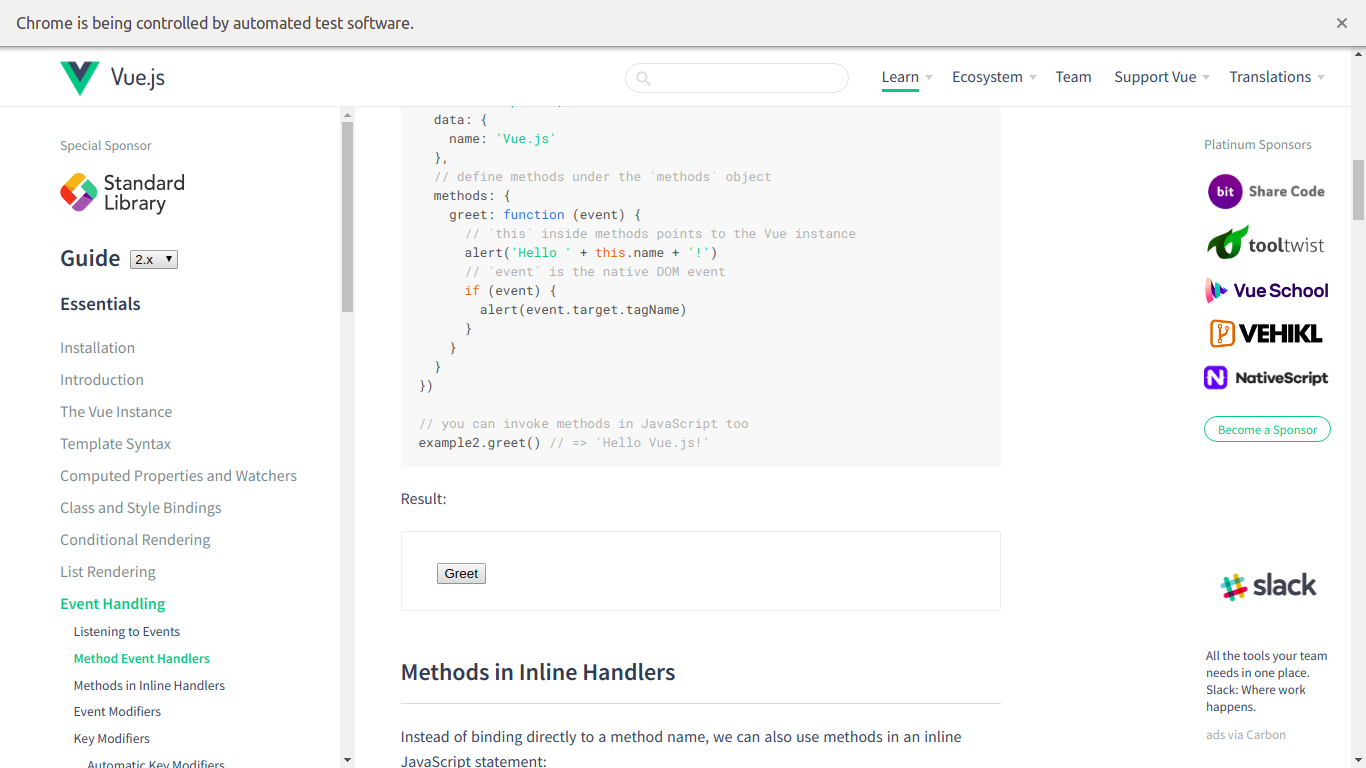 Chrome is being controlled by automated test software.
Vue.js
Learn
Ecosystem
Team
Support Vue
Translations
Special Sponsor
Standard
Library
Guide
2.x
Essentials
Installation
Introduction
The Vue Instance
Template Syntax
Computed Properties and Watchers
Class and Style Bindings
Conditional Rendering
List Rendering
Event Handling
Listening to Events
Method Event Handlers
Methods in Inline Handlers
Event Modifiers
Key Modifiers
Automatic Key Modifiers
data: {
name: 'Vue.js'
},
// define methods under the `methods` object
methods: {
greet: function (event) {
// `this` inside methods points to the Vue instance
alert('Hello ' + this.name + '!')
// `event` is the native DOM event
if (event) {
alert(event.target.tagName)
}
}
}
})
// you can invoke methods in JavaScript too
example2.greet() // => 'Hello Vue.js!'
Result:
Greet
Methods in Inline Handlers
Instead of binding directly to a method name, we can also use methods in an inline
JavaScript statement:
Platinum Sponsors
bit Share Code
tooltwist
Vue School
VEHIKL
NativeScript
Become a Sponsor
slack
All the tools your team
needs in one place.
Slack: Where work
happens.
ads via Carbon